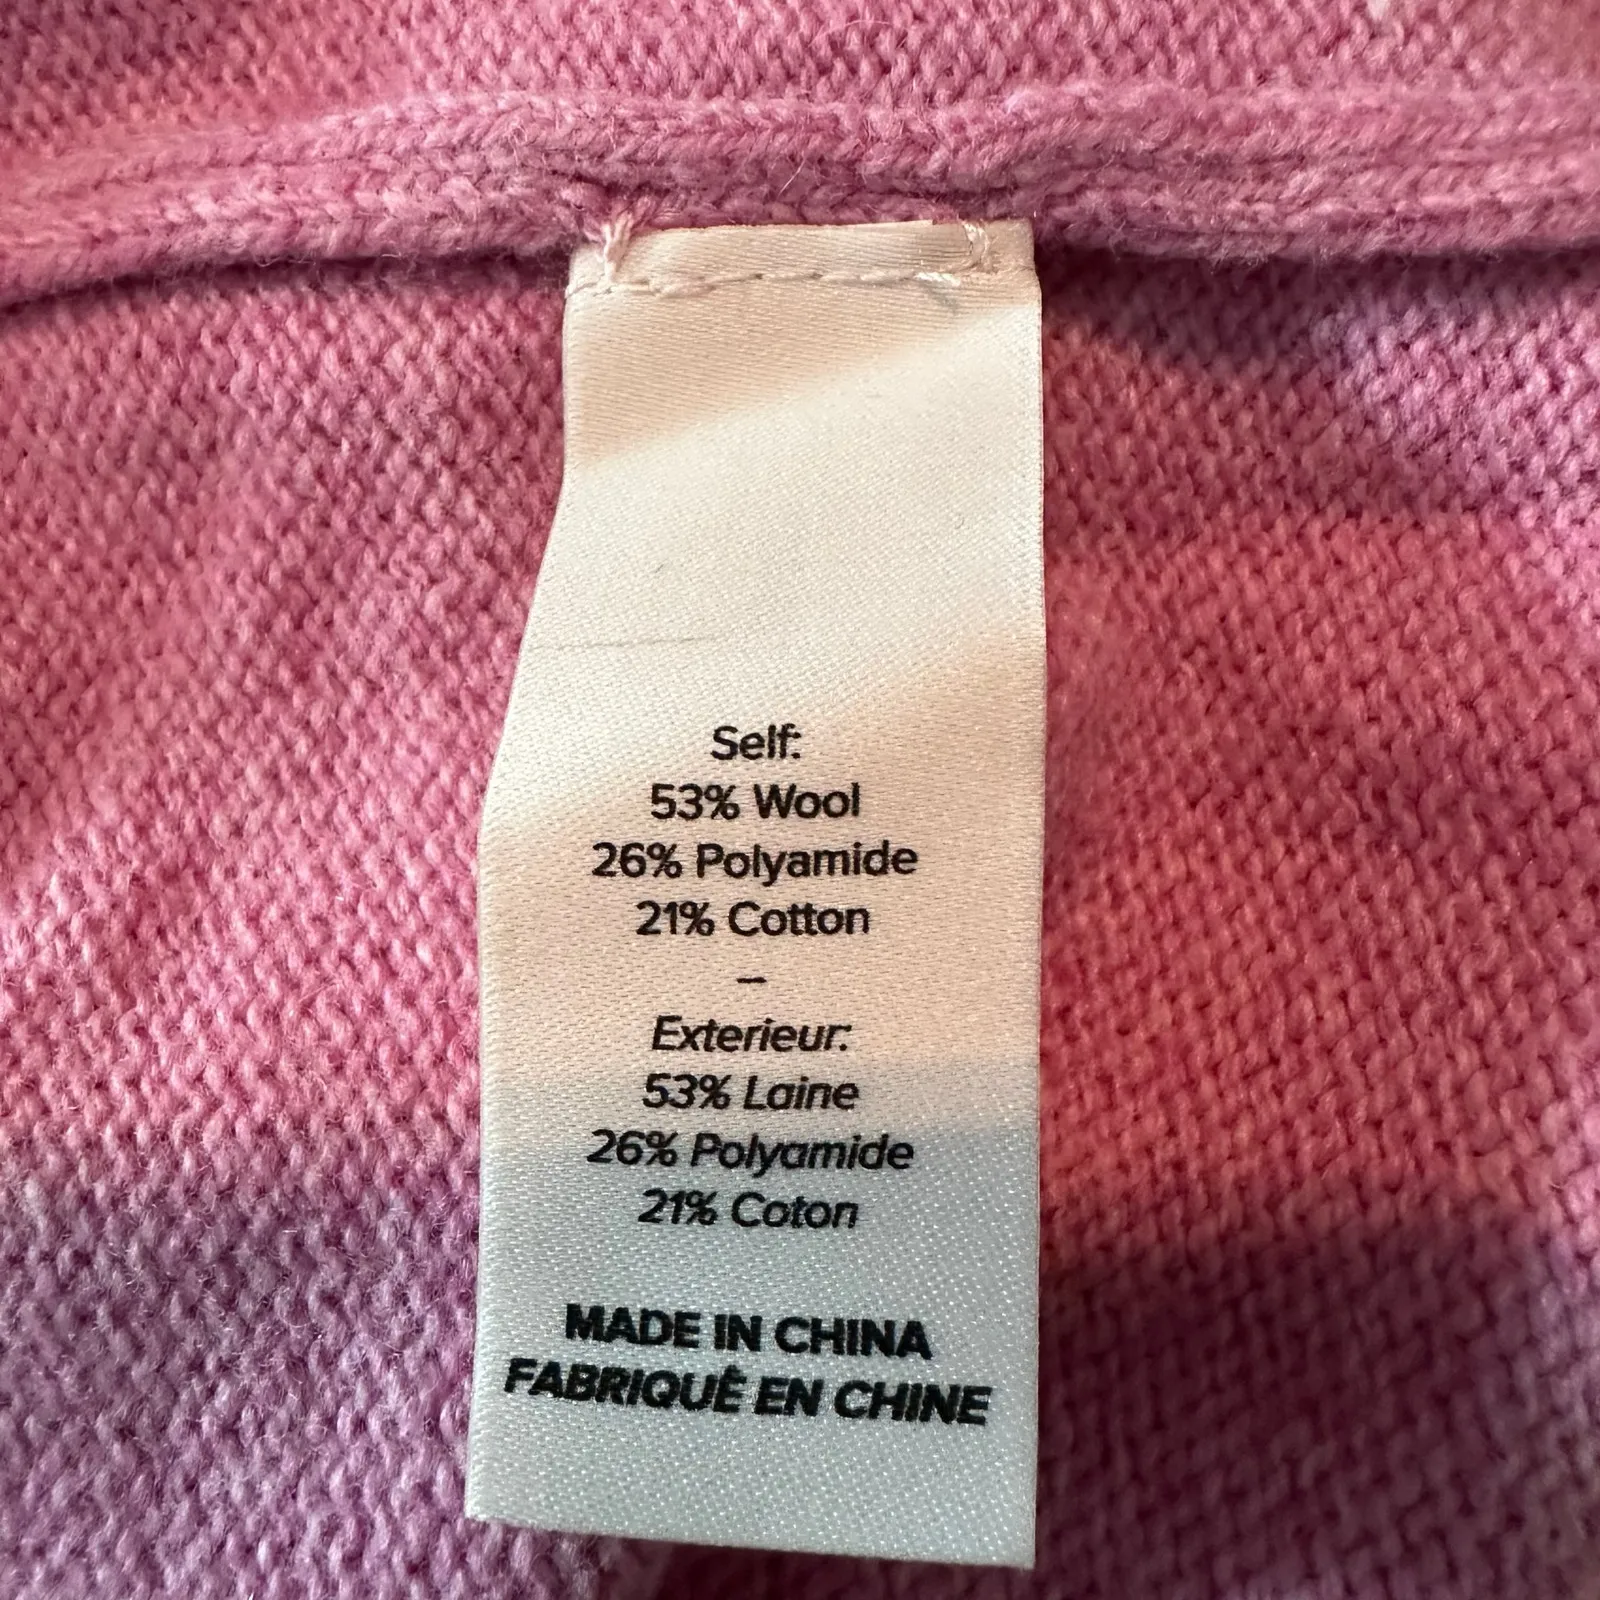 Self:
53% Wool
26% Polyamide
21% Cotton
–
Exterieur:
53% Laine
26% Polyamide
21% Coton
MADE IN CHINA
FABRIQUÉ EN CHINE